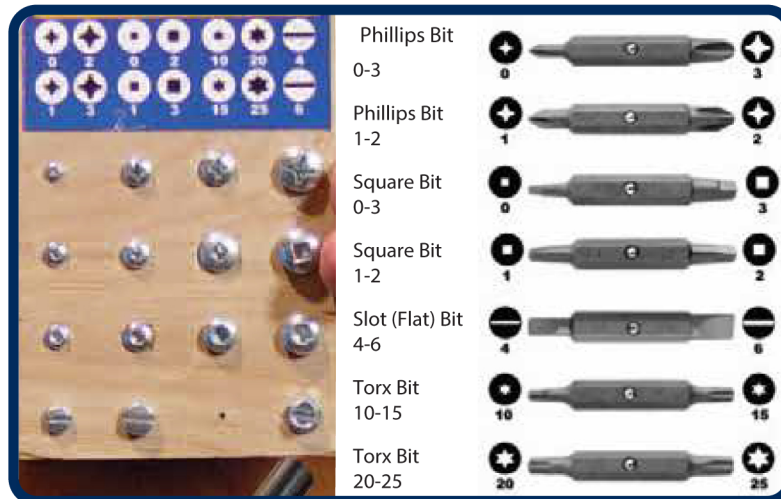 0 2 0 2 10 20 4
1 3 1 3 15 25 6
Phillips Bit
0-3
0 3
Phillips Bit
1-2
1 2
Square Bit
0-3
0 3
Square Bit
1-2
1 2
Slot (Flat) Bit
4-6
4 6
Torx Bit
10-15
10 15
Torx Bit
20-25
20 25